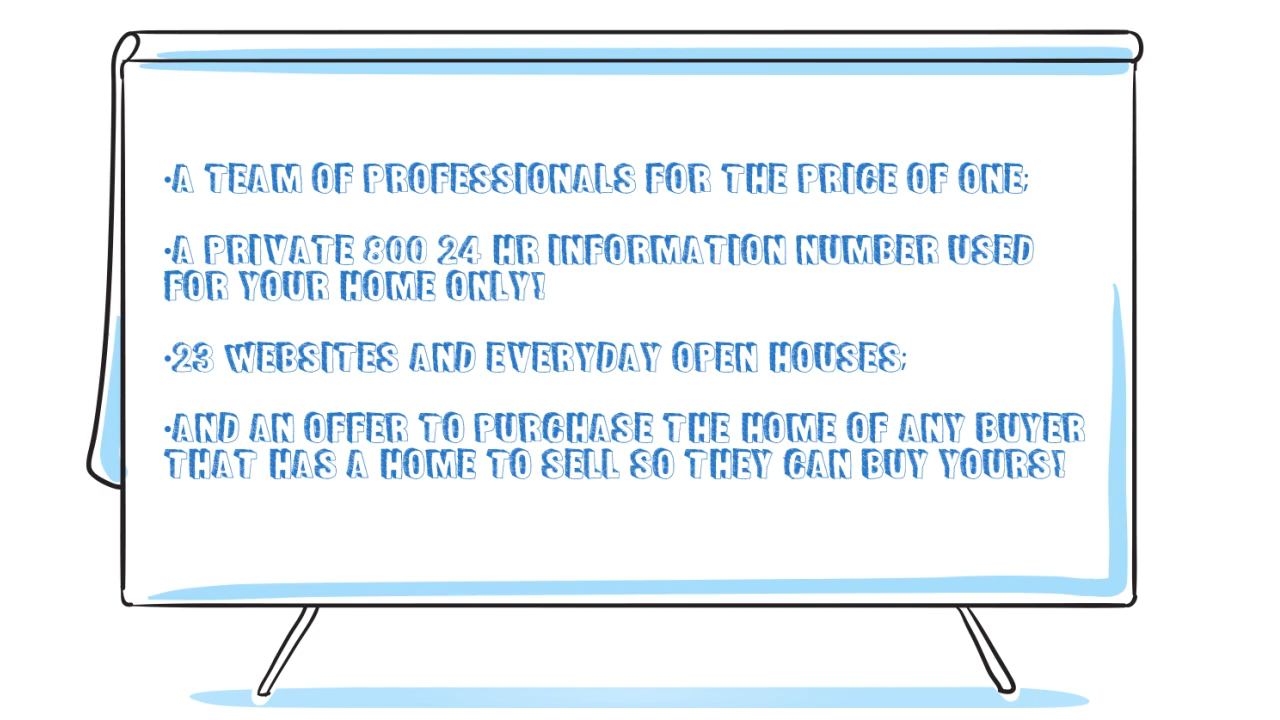 •A TEAM OF PROFESSIONALS FOR THE PRICE OF ONE;
•A PRIVATE 800 24 HR INFORMATION NUMBER USED
FOR YOUR HOME ONLY!
•23 WEBSITES AND EVERYDAY OPEN HOUSES;
•AND AN OFFER TO PURCHASE THE HOME OF ANY BUYER
THAT HAS A HOME TO SELL SO THEY CAN BUY YOURS!